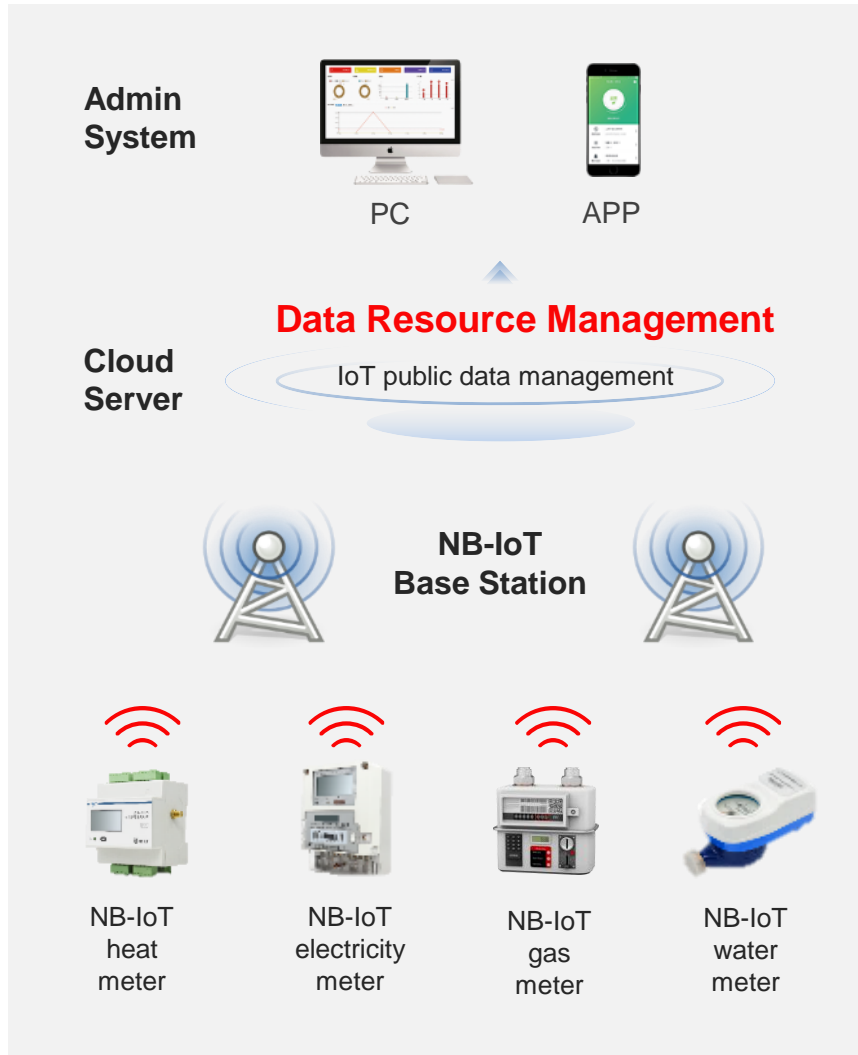 Admin
System
PC
APP
Data Resource Management
Cloud
Server
IoT public data management
NB-IoT
Base Station
NB-IoT
heat
meter
NB-IoT
electricity
meter
NB-IoT
gas
meter
NB-IoT
water
meter